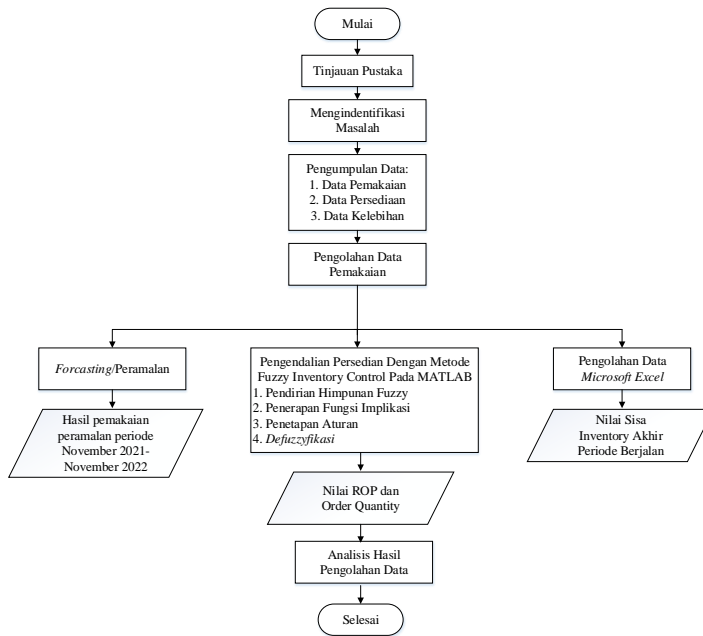 Mulai
Tinjauan Pustaka
Mengindentifikasi
Masalah
Pengumpulan Data:
1. Data Pemakaian
2. Data Persediaan
3. Data Kelebihan
Pengolahan Data
Pemakaian
Forcasting/Peramalan
Hasil pemakaian
peramalan periode
November 2021-
November 2022
Pengendalian Persedian Dengan Metode
Fuzzy Inventory Control Pada MATLAB
1. Pendirian Himpunan Fuzzy
2. Penerapan Fungsi Implikasi
3. Penetapan Aturan
4. Defuzzyfikasi
Pengolahan Data
Microsoft Excel
Nilai Sisa
Inventory Akhir
Periode Berjalan
Nilai ROP dan
Order Quantity
Analisis Hasil
Pengolahan Data
Selesai